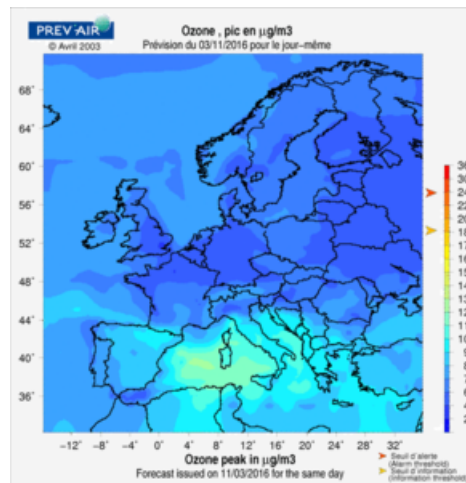 PREV'AIR
© Avril 2003
Ozone , pic en µg/m3
Prévision du 03/11/2016 pour le jour-même
68°
64°
60°
56°
52°
48°
44°
40°
36°
-12° -8° -4° 0° 4° 8° 12° 16° 20° 24° 28° 32°
Ozone peak in µg/m3
Forecast issued on 11/03/2016 for the same day
Seuil d'alerte
(Alarm threshold)
Seuil d'information
(Information threshold)